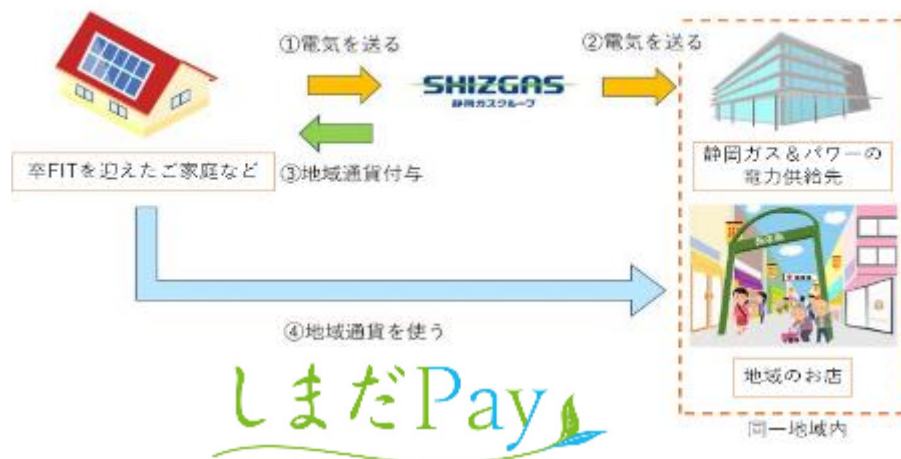 ①電気を送る
②電気を送る
SHIZGAS
静岡ガスグループ
卒FITを迎えたご家庭など
③地域通貨付与
静岡ガス＆パワーの
電力供給先
④地域通貨を使う
地域のお店
しまだPay
同一地域内